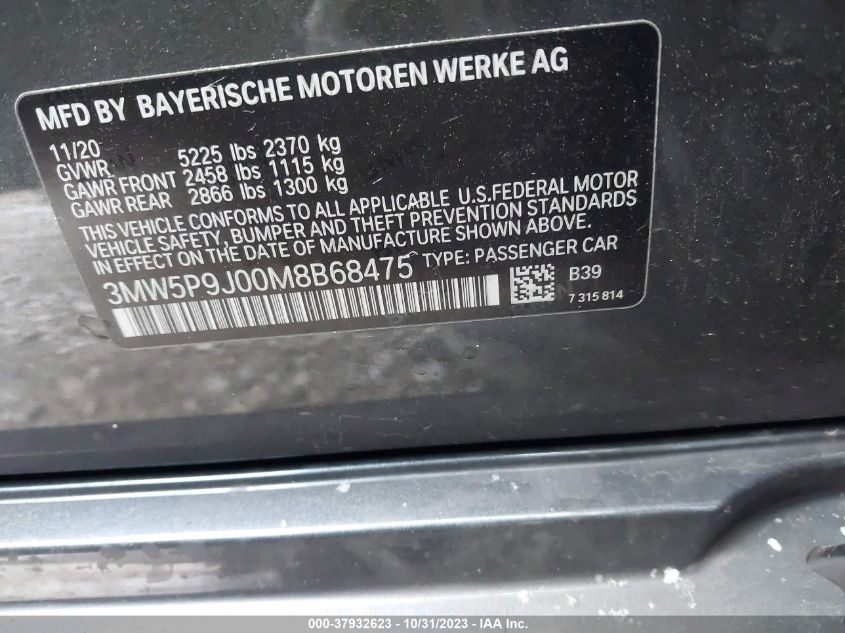 MFD BY BAYERISCHE MOTOREN WERKE AG
11/20
GVWR 5225 lbs 2370 kg
GAWR FRONT 2458 lbs 1115 kg
GAWR REAR 2866 lbs 1300 kg
THIS VEHICLE CONFORMS TO ALL APPLICABLE U.S.FEDERAL MOTOR
VEHICLE SAFETY, BUMPER AND THEFT PREVENTION STANDARDS
IN EFFECT ON THE DATE OF MANUFACTURE SHOWN ABOVE.
3MW5P9J00M8B68475 TYPE: PASSENGER CAR
B39
7 315 814
000-37932623 - 10/31/2023 - IAA Inc.